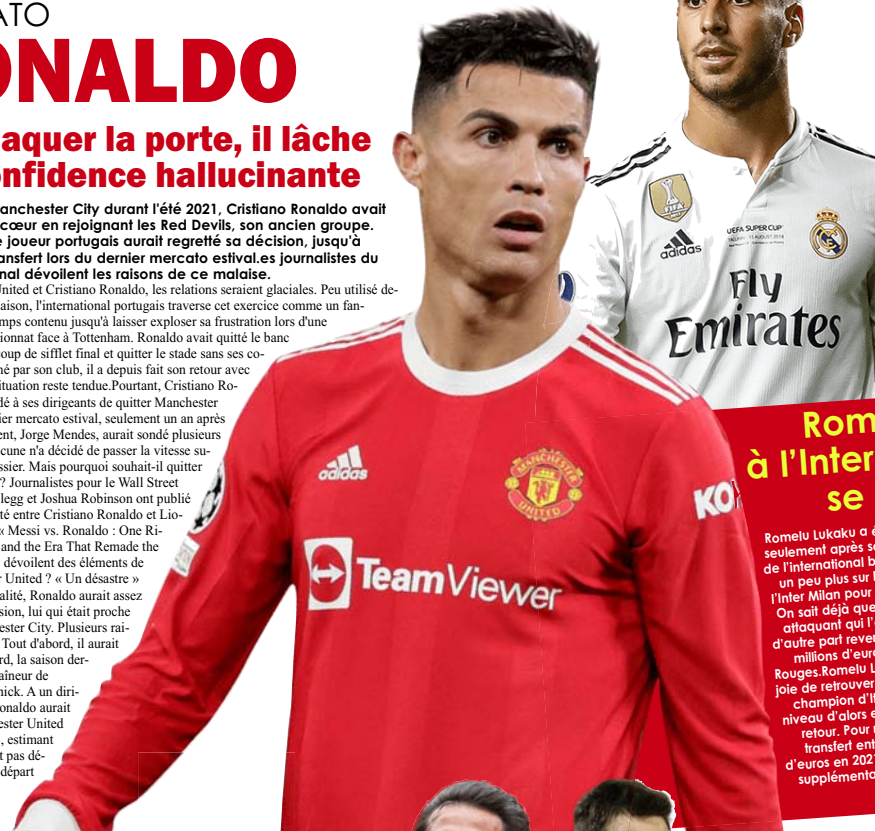 ATO
ONALDO
aquer la porte, il lâche
onfidence hallucinante
anchester City durant l'été 2021, Cristiano Ronaldo avait
cœur en rejoignant les Red Devils, son ancien groupe.
e joueur portugais aurait regretté sa décision, jusqu'à
ansfert lors du dernier mercato estival.es journalistes du
nal dévoilent les raisons de ce malaise.
United et Cristiano Ronaldo, les relations seraient glaciales. Peu utilisé de-
aison, l'international portugais traverse cet exercice comme un fan-
mps contenu jusqu'à laisser exploser sa frustration lors d'une
ionnat face à Tottenham. Ronaldo avait quitté le banc
oup de sifflet final et quitter le stade sans ses co-
né par son club, il a depuis fait son retour avec
ituation reste tendue.Pourtant, Cristiano Ro-
dé à ses dirigeants de quitter Manchester
ier mercato estival, seulement un an après
ent, Jorge Mendes, aurait sondé plusieurs
cune n'a décidé de passer la vitesse su-
ssier. Mais pourquoi souhait-il quitter
? Journalistes pour le Wall Street
legg et Joshua Robinson ont publié
té entre Cristiano Ronaldo et Lio-
« Messi vs. Ronaldo : One Ri-
and the Era That Remade the
dévoilent des éléments de
r United ? « Un désastre »
alité, Ronaldo aurait assez
sion, lui qui était proche
ester City. Plusieurs rai-
Tout d'abord, il aurait
rd, la saison der-
aîneur de
nick. A un diri-
onaldo aurait
ester United
, estimant
t pas dé-
départ
adidas
MANCHESTER
UNITED
KO
TeamViewer
FIFA
adidas
UEFA SUPER CUP
Fly
Emirates
Rom
à l'Inter
se
Romelu Lukaku a é
seulement après s
de l'international b
un peu plus sur l
l'Inter Milan pour
On sait déjà que
attaquant qui l'
d'autre part reve
millions d'eur
Rouges.Romelu L
joie de retrouver
champion d'It
niveau d'alors e
retour. Pour r
transfert ent
d'euros en 202
supplémenta